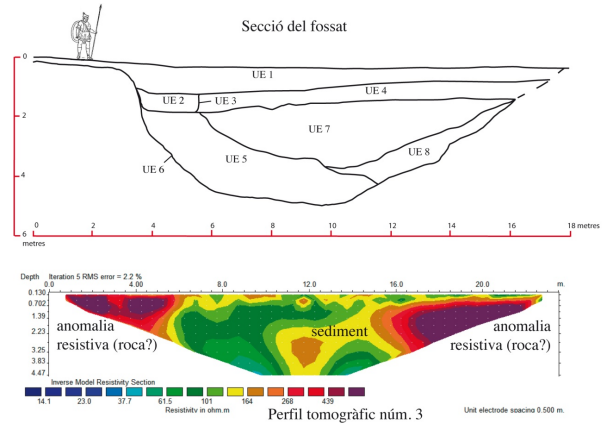 Secció del fossat
0
UE 1
UE 4
UE 2
UE 3
2
UE 7
UE 8
UE 5
UE 6
4
6
metres
0 2 4 6 8 10 12 14 16 18 metres
Depth Iteration 5 RMS error = 2.2 %
8.0 12.0 16.0 20.0 m.
0.130
0.702
1.39
2.23
3.25
3.83
4.47
anomalia
resistiva (roca?)
sediment
anomalia
resistiva (roca?)
Inverse Model Resistivity Section
14.1 23.0 37.7 61.5 101 164 268 439
Resistivity in ohm.m
Perfil tomogràfic núm. 3
Unit electrode spacing 0.500 m.